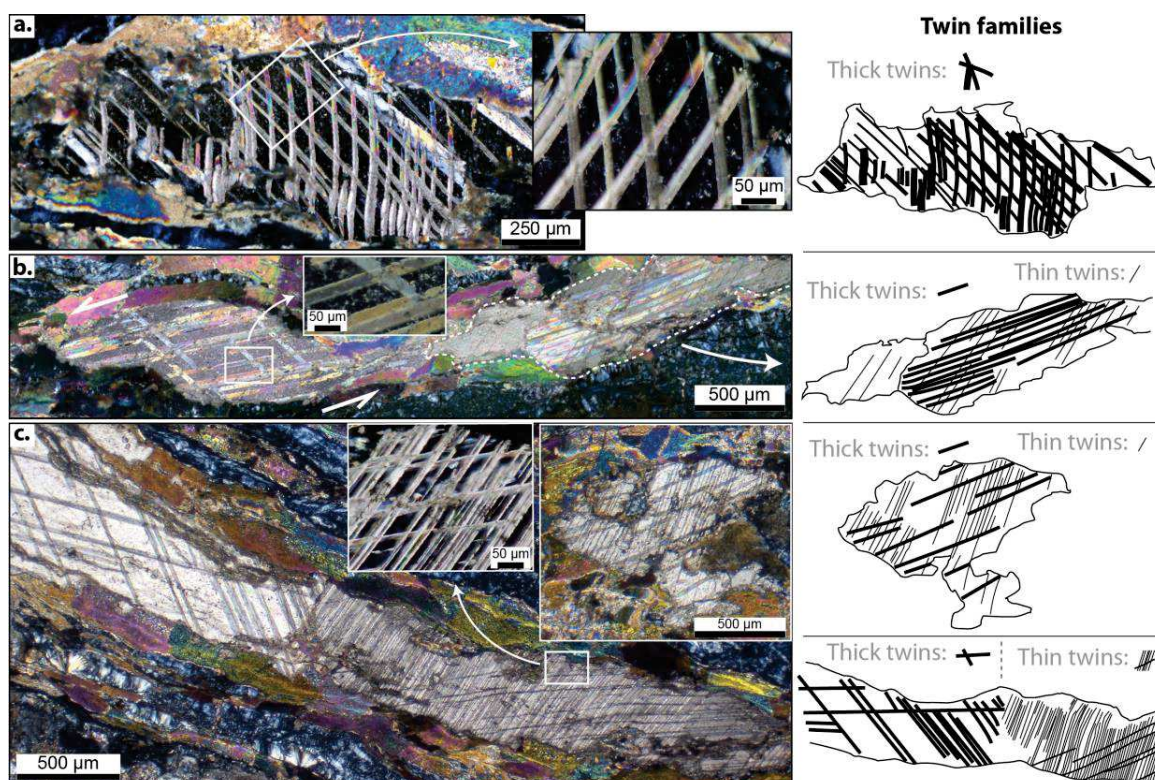 a.
250 µm
50 µm
Twin families
Thick twins:
b.
50 µm
500 µm
Thick twins:
Thin twins:
c.
50 µm
500 µm
500 µm
Thick twins:
Thin twins:
Thick twins:
Thin twins: